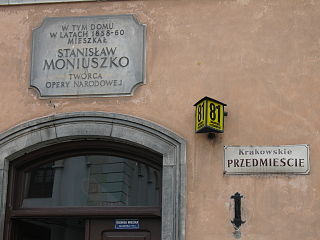 W TYM DOMU
W LATACH 1858-60
MIESZKAŁ
STANISŁAW
MONIUSZKO
TWÓRCA
OPERY NARODOWEJ
81
81
Krakowskie
PRZEDMIEŚCIE